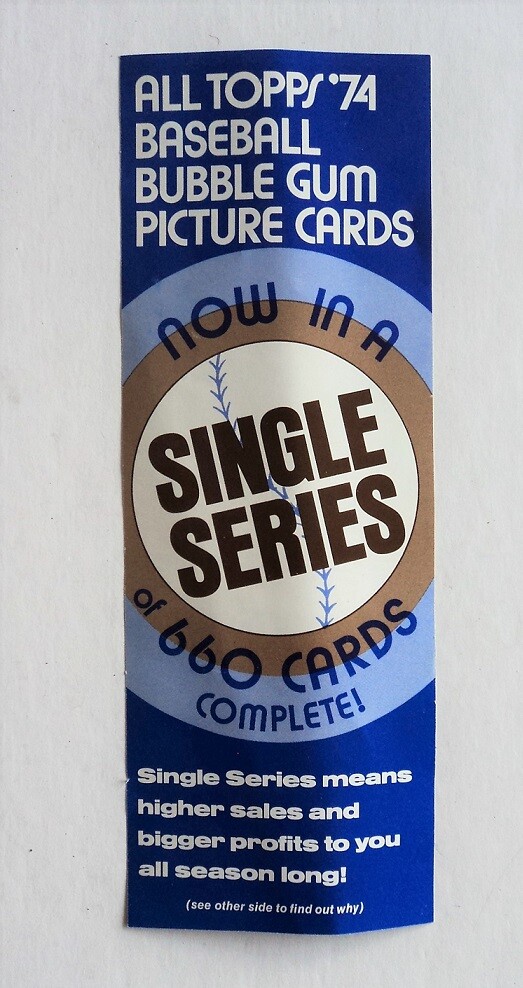 ALL TOPPS '74
BASEBALL
BUBBLE GUM
PICTURE CARDS
NOW IN A
SINGLE
SERIES
of 660 CARDS
COMPLETE!
Single Series means
higher sales and
bigger profits to you
all season long!
(see other side to find out why)